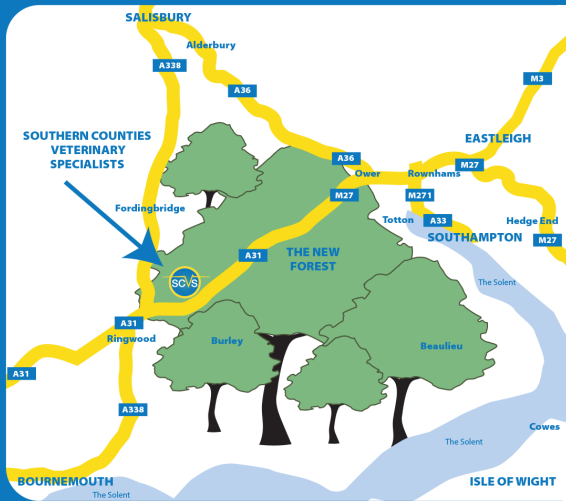 SALISBURY
Alderbury
A338
M3
A36
SOUTHERN COUNTIES
VETERINARY
SPECIALISTS
EASTLEIGH
A36
M27
Ower
Rownhams
M27
M271
Fordingbridge
Totton
A33
Hedge End
SOUTHAMPTON
M27
THE NEW
FOREST
A31
SCVS
The Solent
A31
Ringwood
Burley
Beaulieu
A31
A338
Cowes
The Solent
BOURNEMOUTH
ISLE OF WIGHT
The Solent